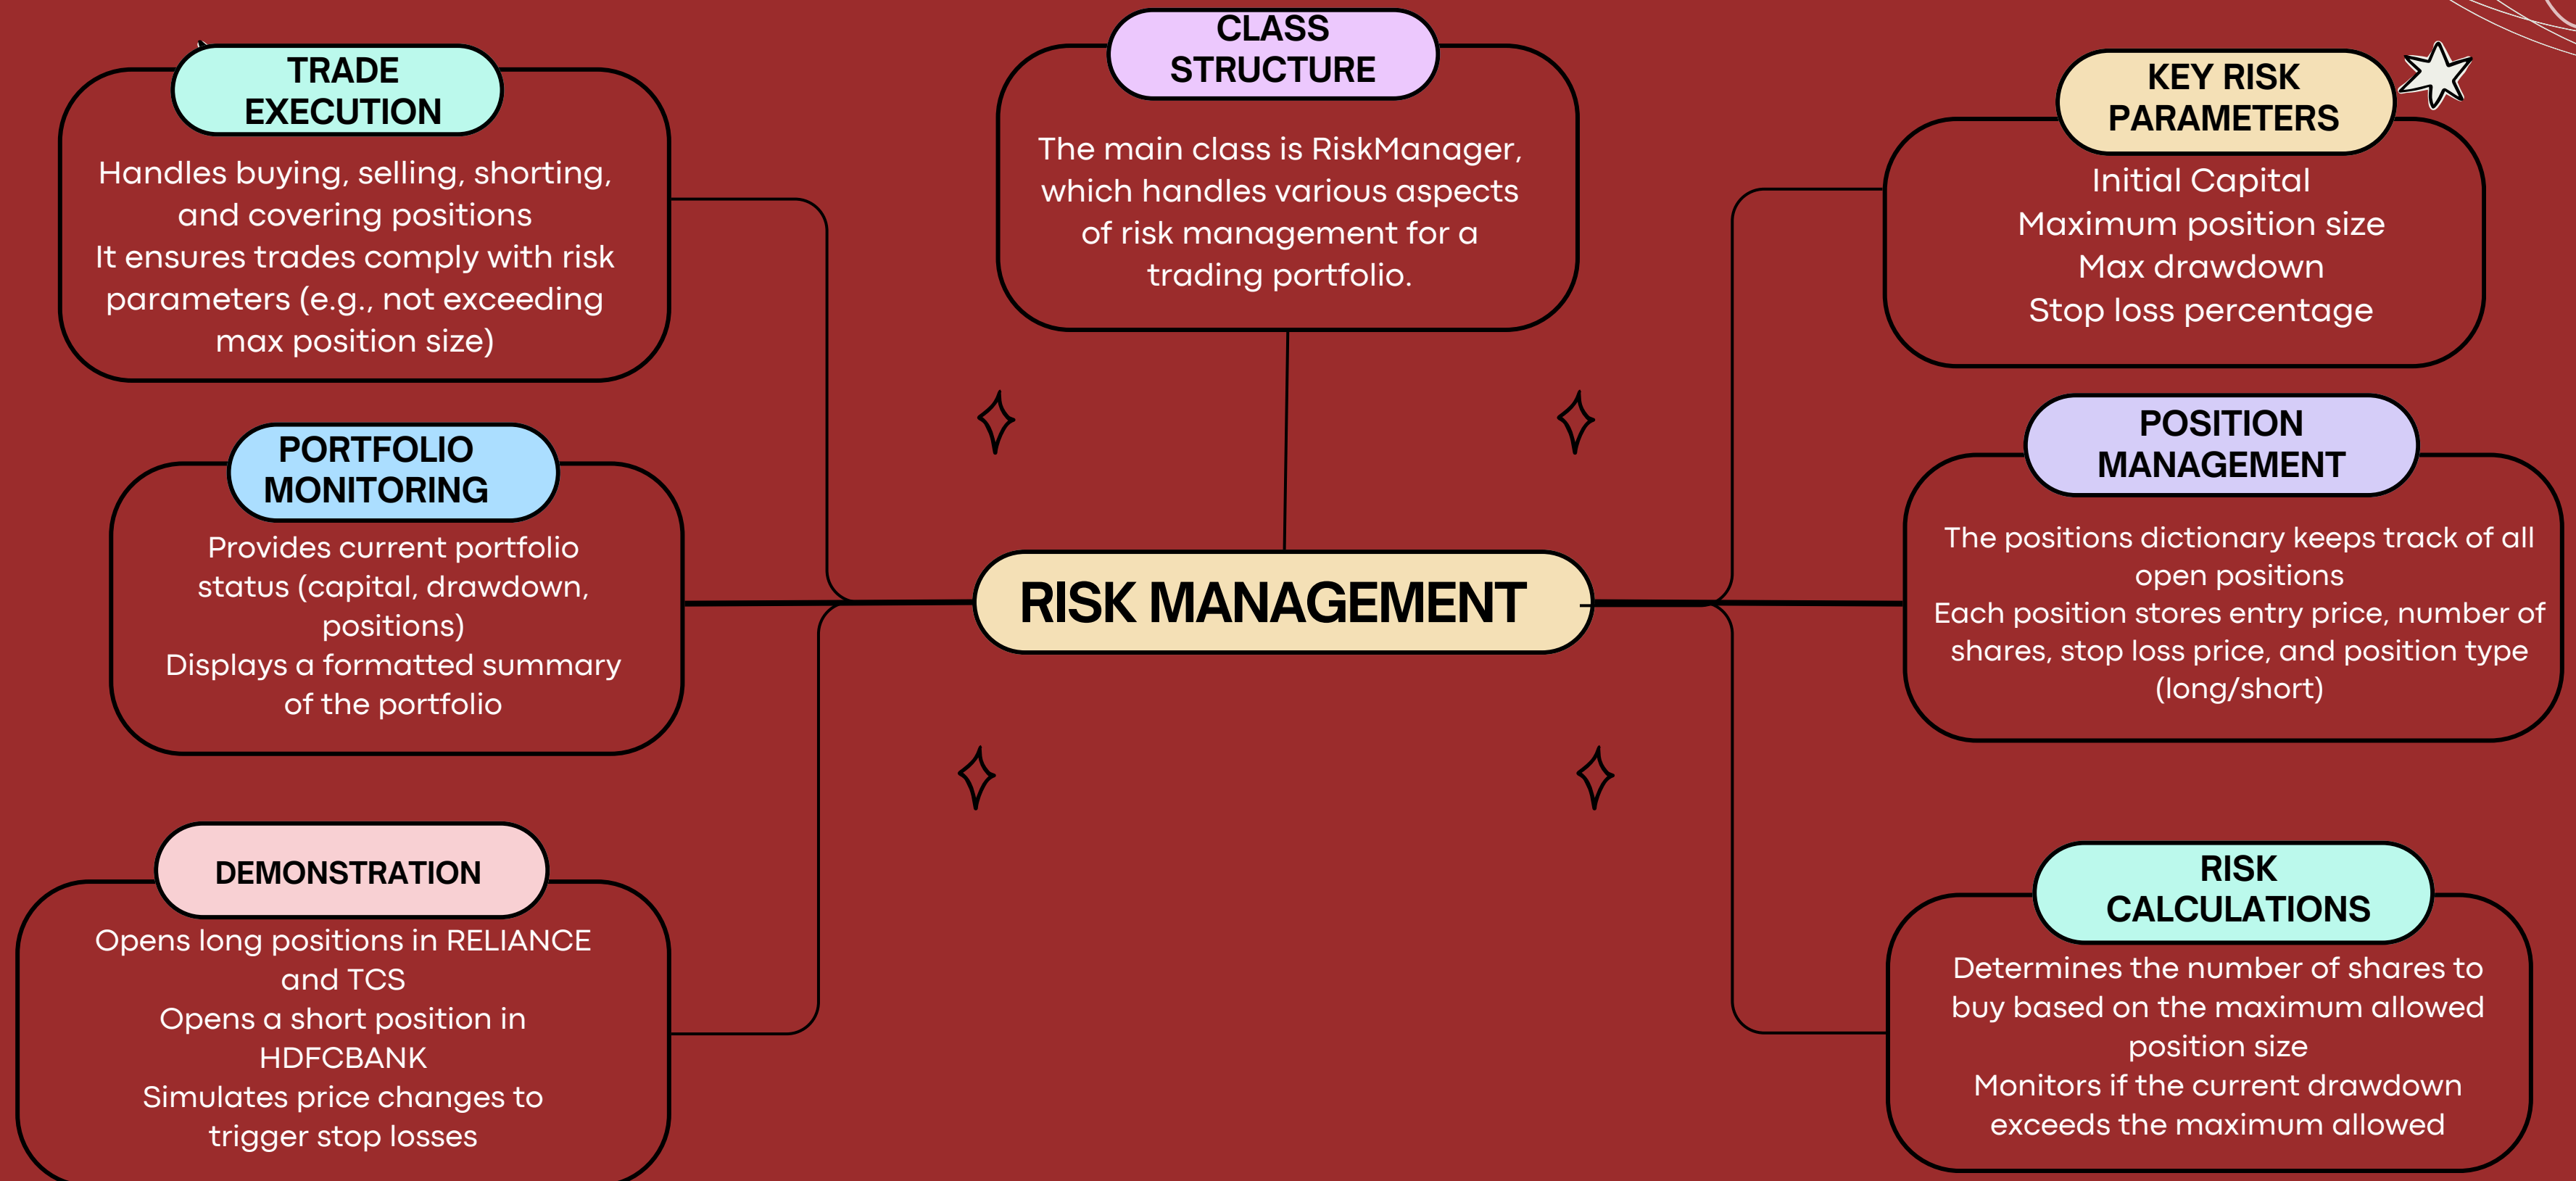 TRADE
EXECUTION
Handles buying, selling, shorting,
and covering positions
It ensures trades comply with risk
parameters (e.g., not exceeding
max position size)
PORTFOLIO
MONITORING
Provides current portfolio
status (capital, drawdown,
positions)
Displays a formatted summary
of the portfolio
DEMONSTRATION
Opens long positions in RELIANCE
and TCS
Opens a short position in
HDFCBANK
Simulates price changes to
trigger stop losses
CLASS
STRUCTURE
The main class is RiskManager,
which handles various aspects
of risk management for a
trading portfolio.
RISK MANAGEMENT
KEY RISK
PARAMETERS
Initial Capital
Maximum position size
Max drawdown
Stop loss percentage
POSITION
MANAGEMENT
The positions dictionary keeps track of all
open positions
Each position stores entry price, number of
shares, stop loss price, and position type
(long/short)
RISK
CALCULATIONS
Determines the number of shares to
buy based on the maximum allowed
position size
Monitors if the current drawdown
exceeds the maximum allowed